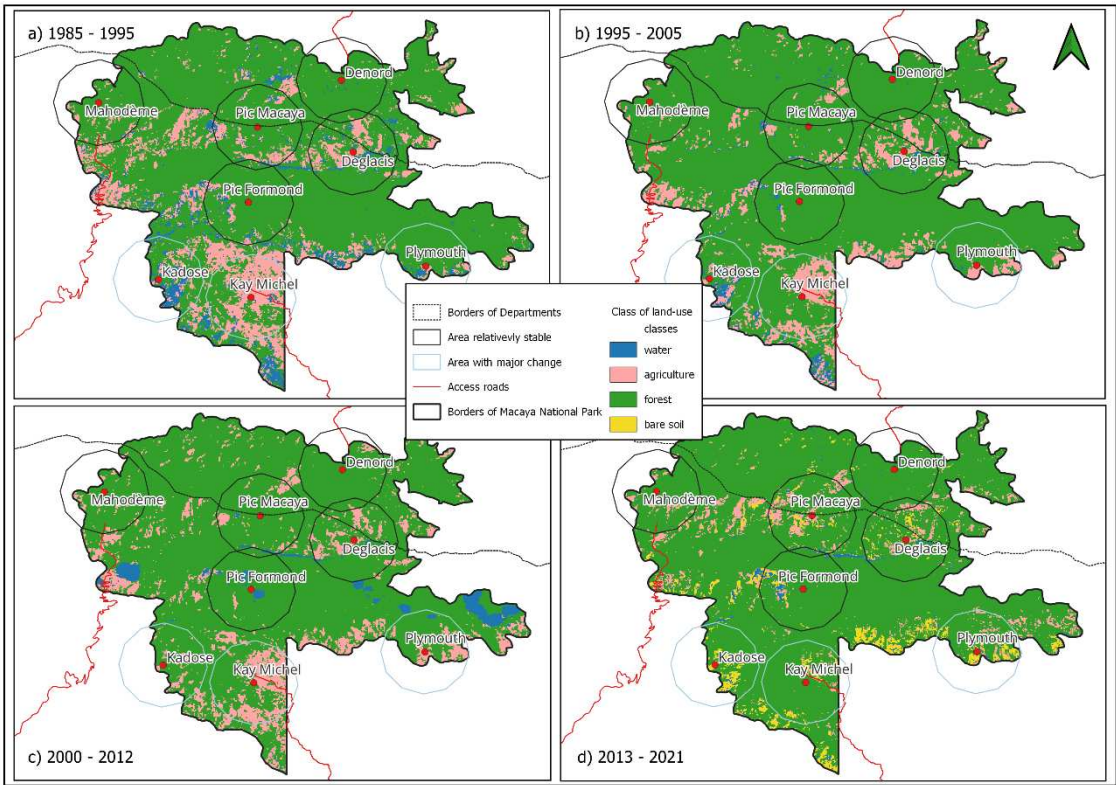 a) 1985 - 1995
Denord
Mahodème
Pic Macaya
Deglacis
Pic Formond
Plymouth
Kadose
Kay Michel
b) 1995 - 2005
Denord
Mahodème
Pic Macaya
Deglacis
Pic Formond
Plymouth
Kadose
Kay Michel
Borders of Departments
Area relativevly stable
Area with major change
Access roads
Borders of Macaya National Park
Class of land-use
classes
water
agriculture
forest
bare soil
Denord
Mahodème
Pic Macaya
Deglacis
Pic Formond
Plymouth
Kadose
Kay Michel
c) 2000 - 2012
Denord
Mahodème
Pic Macaya
Deglacis
Pic Formond
Plymouth
Kadose
Kay Michel
d) 2013 - 2021